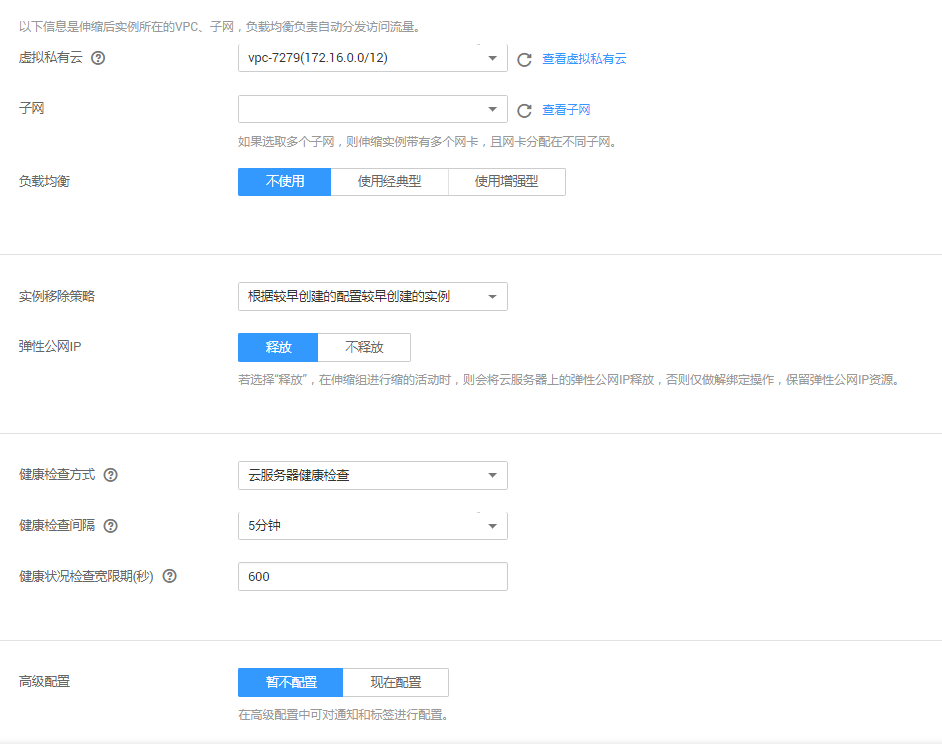 以下信息是伸缩后实例所在的VPC、子网，负载均衡负责自动分发访问流量。
虚拟私有云 ? vpc-7279(172.16.0.0/12) 查看虚拟私有云
子网 查看子网
如果选取多个子网，则伸缩实例带有多个网卡，且网卡分配在不同子网。
负载均衡 不使用 使用经典型 使用增强型
实例移除策略 根据较早创建的配置较早创建的实例
弹性公网IP 释放 不释放
若选择“释放”，在伸缩组进行缩的活动时，则会将云服务器上的弹性公网IP释放，否则仅做解绑定操作，保留弹性公网IP资源。
健康检查方式 ? 云服务器健康检查
健康检查间隔 ? 5分钟
健康状况检查宽限期(秒) ? 600
高级配置 暂不配置 现在配置
在高级配置中可对通知和标签进行配置。